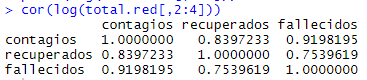 > cor(log(total.red[,2:4]))
contagios recuperados fallecidos
contagios 1.0000000 0.8397233 0.9198195
recuperados 0.8397233 1.0000000 0.7539619
fallecidos 0.9198195 0.7539619 1.0000000